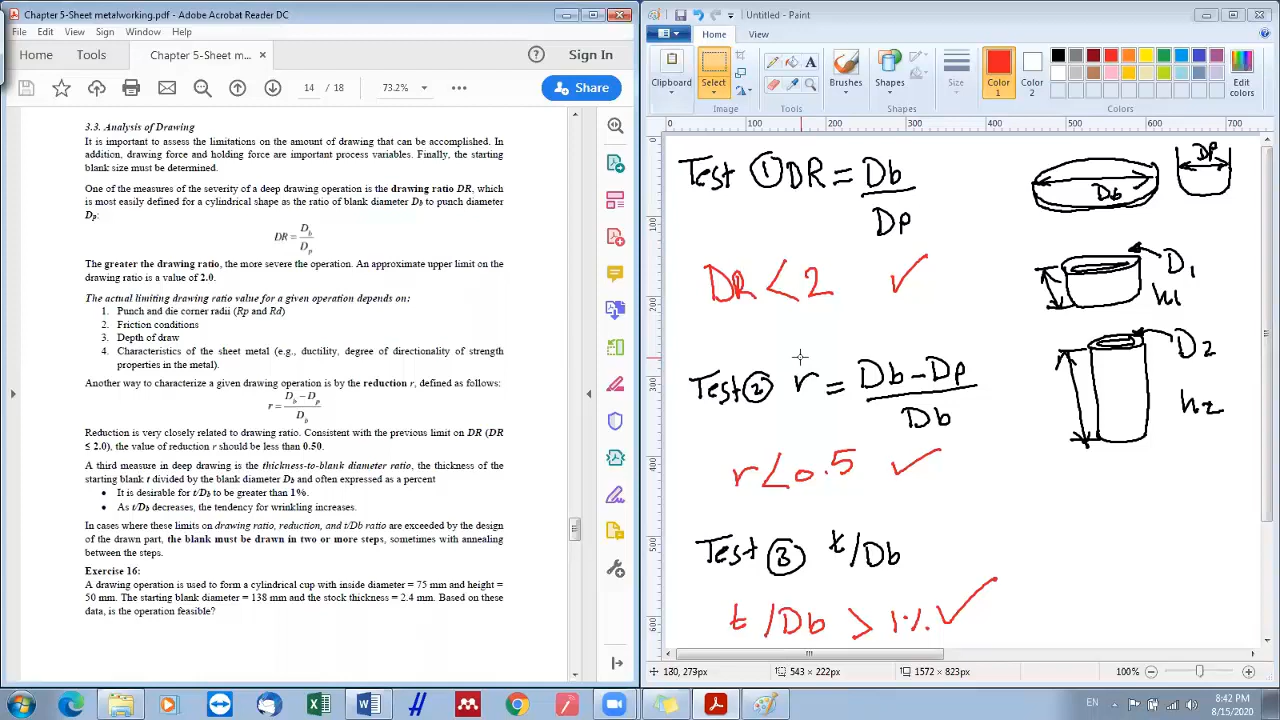 Chapter 5-Sheet metalworking.pdf - Adobe Acrobat Reader DC
File Edit View Sign Window Help
Home Tools Chapter 5-Sheet m... × Sign In
14 / 18 73.2% Share
3.3. Analysis of Drawing
It is important to assess the limitations on the amount of drawing that can be accomplished. In
addition, drawing force and holding force are important process variables. Finally, the starting
blank size must be determined.
One of the measures of the severity of a deep drawing operation is the drawing ratio DR, which
is most easily defined for a cylindrical shape as the ratio of blank diameter Db to punch diameter
Dp:
DR = Db / Dp
The greater the drawing ratio, the more severe the operation. An approximate upper limit on the
drawing ratio is a value of 2.0.
The actual limiting drawing ratio value for a given operation depends on:
1. Punch and die corner radii (Rp and Rd)
2. Friction conditions
3. Depth of draw
4. Characteristics of the sheet metal (e.g., ductility, degree of directionality of strength
properties in the metal).
Another way to characterize a given drawing operation is by the reduction r, defined as follows:
r = Db – Dp / Db
Reduction is very closely related to drawing ratio. Consistent with the previous limit on DR (DR
≤ 2.0), the value of reduction r should be less than 0.50.
A third measure in deep drawing is the thickness-to-blank diameter ratio, the thickness of the
starting blank t divided by the blank diameter Db and often expressed as a percent
• It is desirable for t/Db to be greater than 1%.
• As t/Db decreases, the tendency for wrinkling increases.
In cases where these limits on drawing ratio, reduction, and t/Db ratio are exceeded by the design
of the drawn part, the blank must be drawn in two or more steps, sometimes with annealing
between the steps.
Exercise 16:
A drawing operation is used to form a cylindrical cup with inside diameter = 75 mm and height =
50 mm. The starting blank diameter = 138 mm and the stock thickness = 2.4 mm. Based on these
data, is the operation feasible?
Untitled - Paint
Home View
Clipboard Select Brushes Shapes Size Color 1 Color 2 Edit colors
Image Tools Shapes Colors
0 100 200 300 400 500 600 700
0
100
200
300
400
500
600
Test ① DR = Db
Dp
DR < 2 ✓
Test ② r = Db - Dp
Db
r < 0.5 ✓
Test ③ t/Db
t/Db > 1% ✓
Db
DP
D1
h1
D2
h2
180, 273px 543 × 222px 1572 × 823px 100%
EN 8:42 PM
8/15/2020